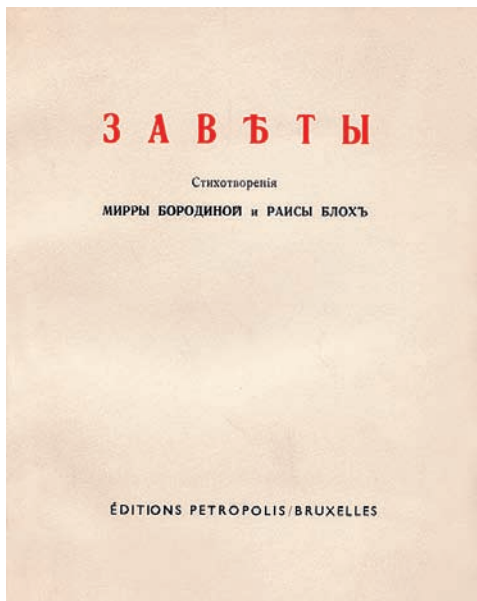 ЗАВѢТЫ
Стихотворенія
МИРРЫ БОРОДИНОЙ и РАИСЫ БЛОХЪ
ÉDITIONS PETROPOLIS/BRUXELLES